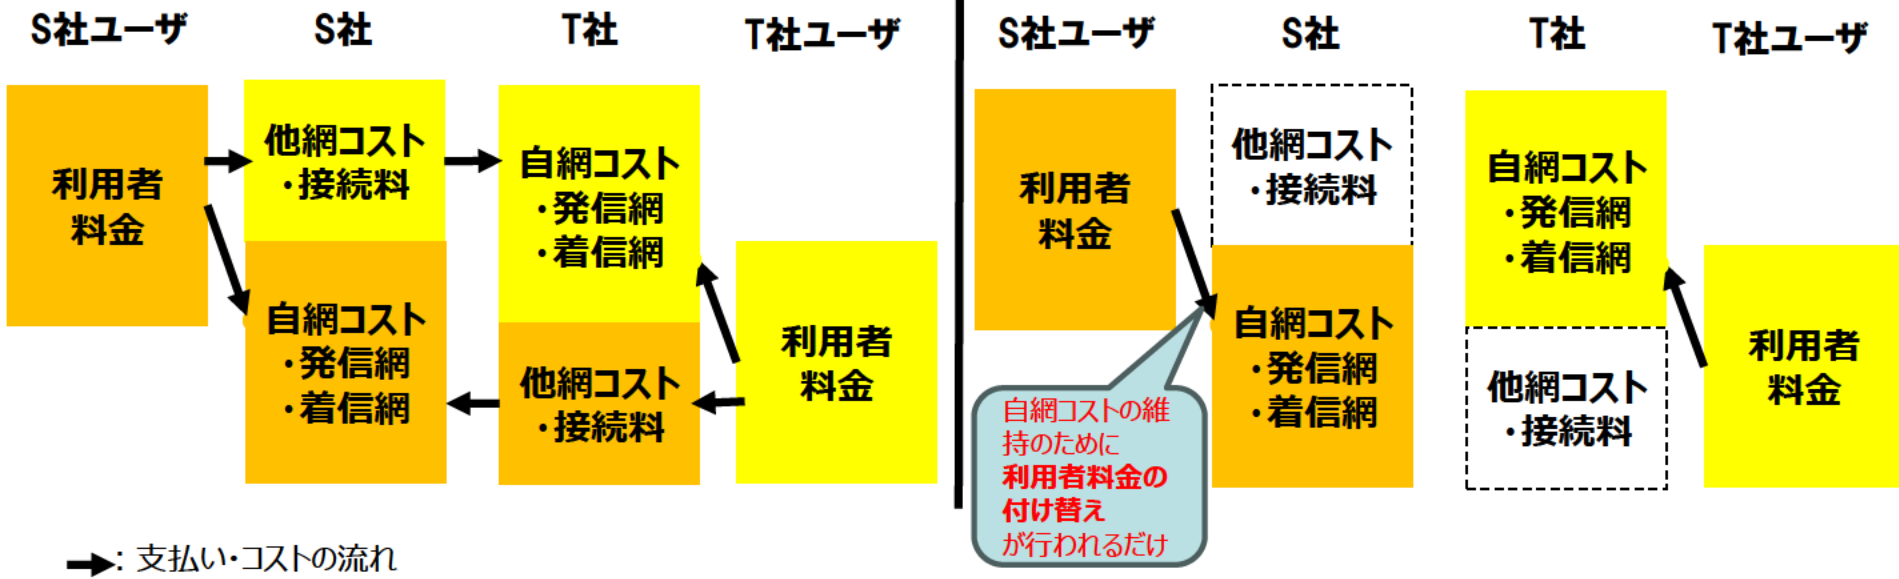 S社ユーザ
S社
T社
T社ユーザ
利用者
料金
他網コスト
・接続料
自網コスト
・発信網
・着信網
自網コスト
・発信網
・着信網
他網コスト
・接続料
利用者
料金
➡: 支払い・コストの流れ
S社ユーザ
S社
T社
T社ユーザ
利用者
料金
他網コスト
・接続料
自網コスト
・発信網
・着信網
自網コスト
・発信網
・着信網
他網コスト
・接続料
利用者
料金
自網コストの維
持のために
利用者料金の
付け替え
が行われるだけ